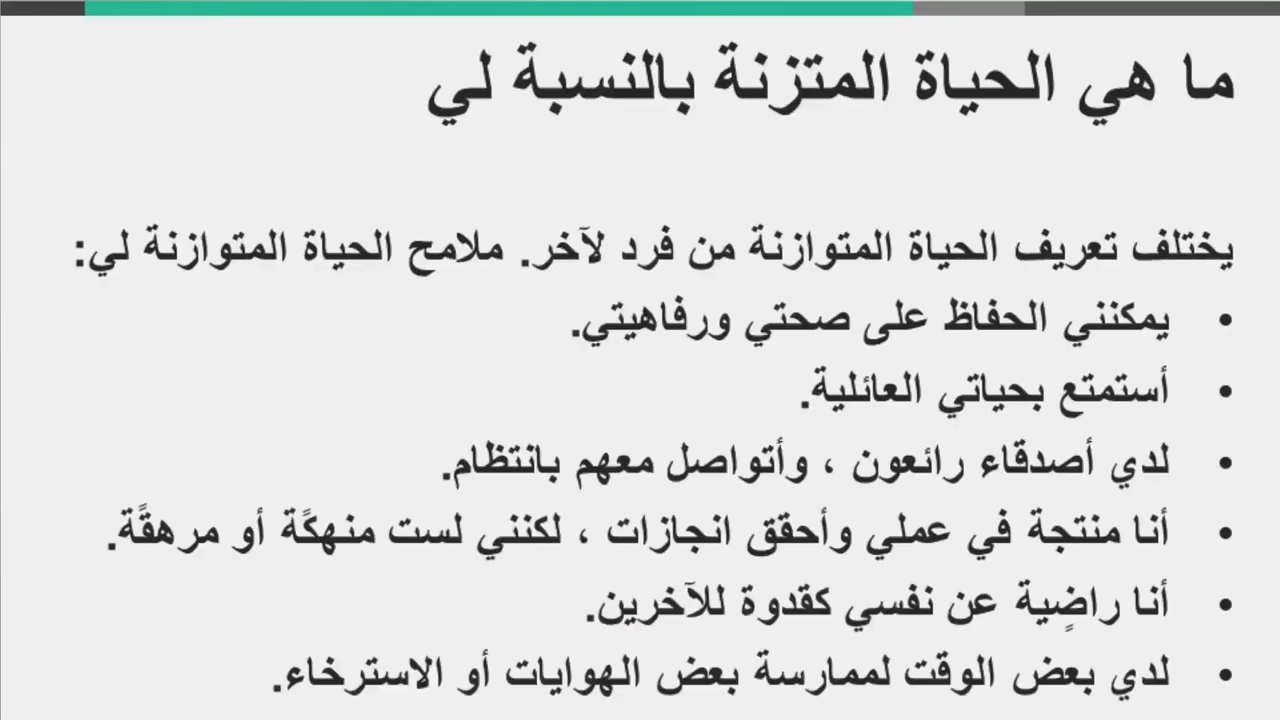 ما هي الحياة المتزنة بالنسبة لي
يختلف تعريف الحياة المتوازنة من فرد لآخر. ملامح الحياة المتوازنة لي:
• يمكنني الحفاظ على صحتي ورفاهيتي.
• أستمتع بحياتي العائلية.
• لدي أصدقاء رائعون ، وأتواصل معهم بانتظام.
• أنا منتجة في عملي وأحقق انجازات ، لكنني لست منهكًة أو مرهقًة.
• أنا راضٍية عن نفسي كقدوة للآخرين.
• لدي بعض الوقت لممارسة بعض الهوايات أو الاسترخاء.